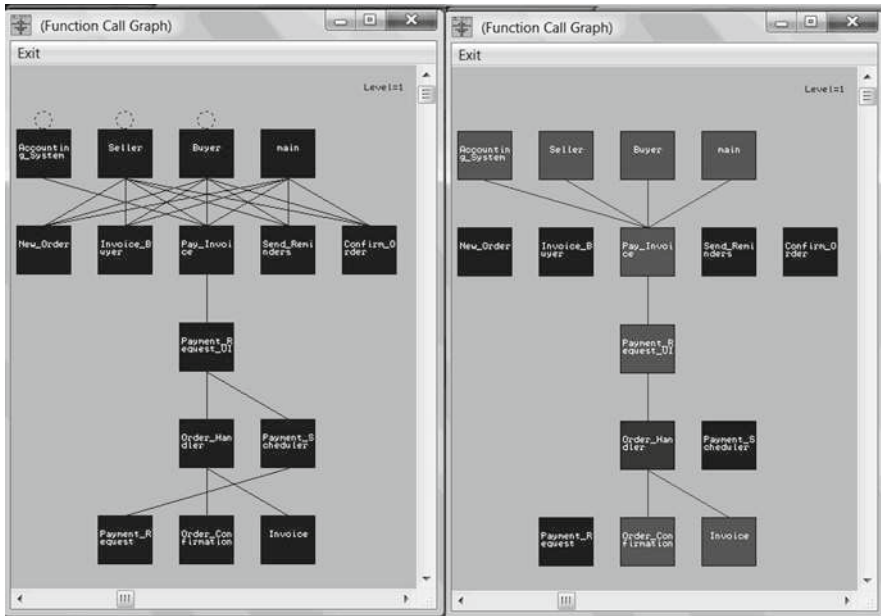 (Function Call Graph)
Exit
Level=1
Accountin
g_System
Seller
Buyer
main
New_Order
Invoice_B
uyer
Pay_Invoi
ce
Send_Remi
nders
Confirm_O
rder
Payment_R
equest_UI
Order_Han
dler
Payment_S
cheduler
Payment_R
equest
Order_Con
firmation
Invoice
(Function Call Graph)
Exit
Level=1
Accountin
g_System
Seller
Buyer
main
New_Order
Invoice_B
uyer
Pay_Invoi
ce
Send_Remi
nders
Confirm_O
rder
Payment_R
equest_UI
Order_Han
dler
Payment_S
cheduler
Payment_R
equest
Order_Con
firmation
Invoice